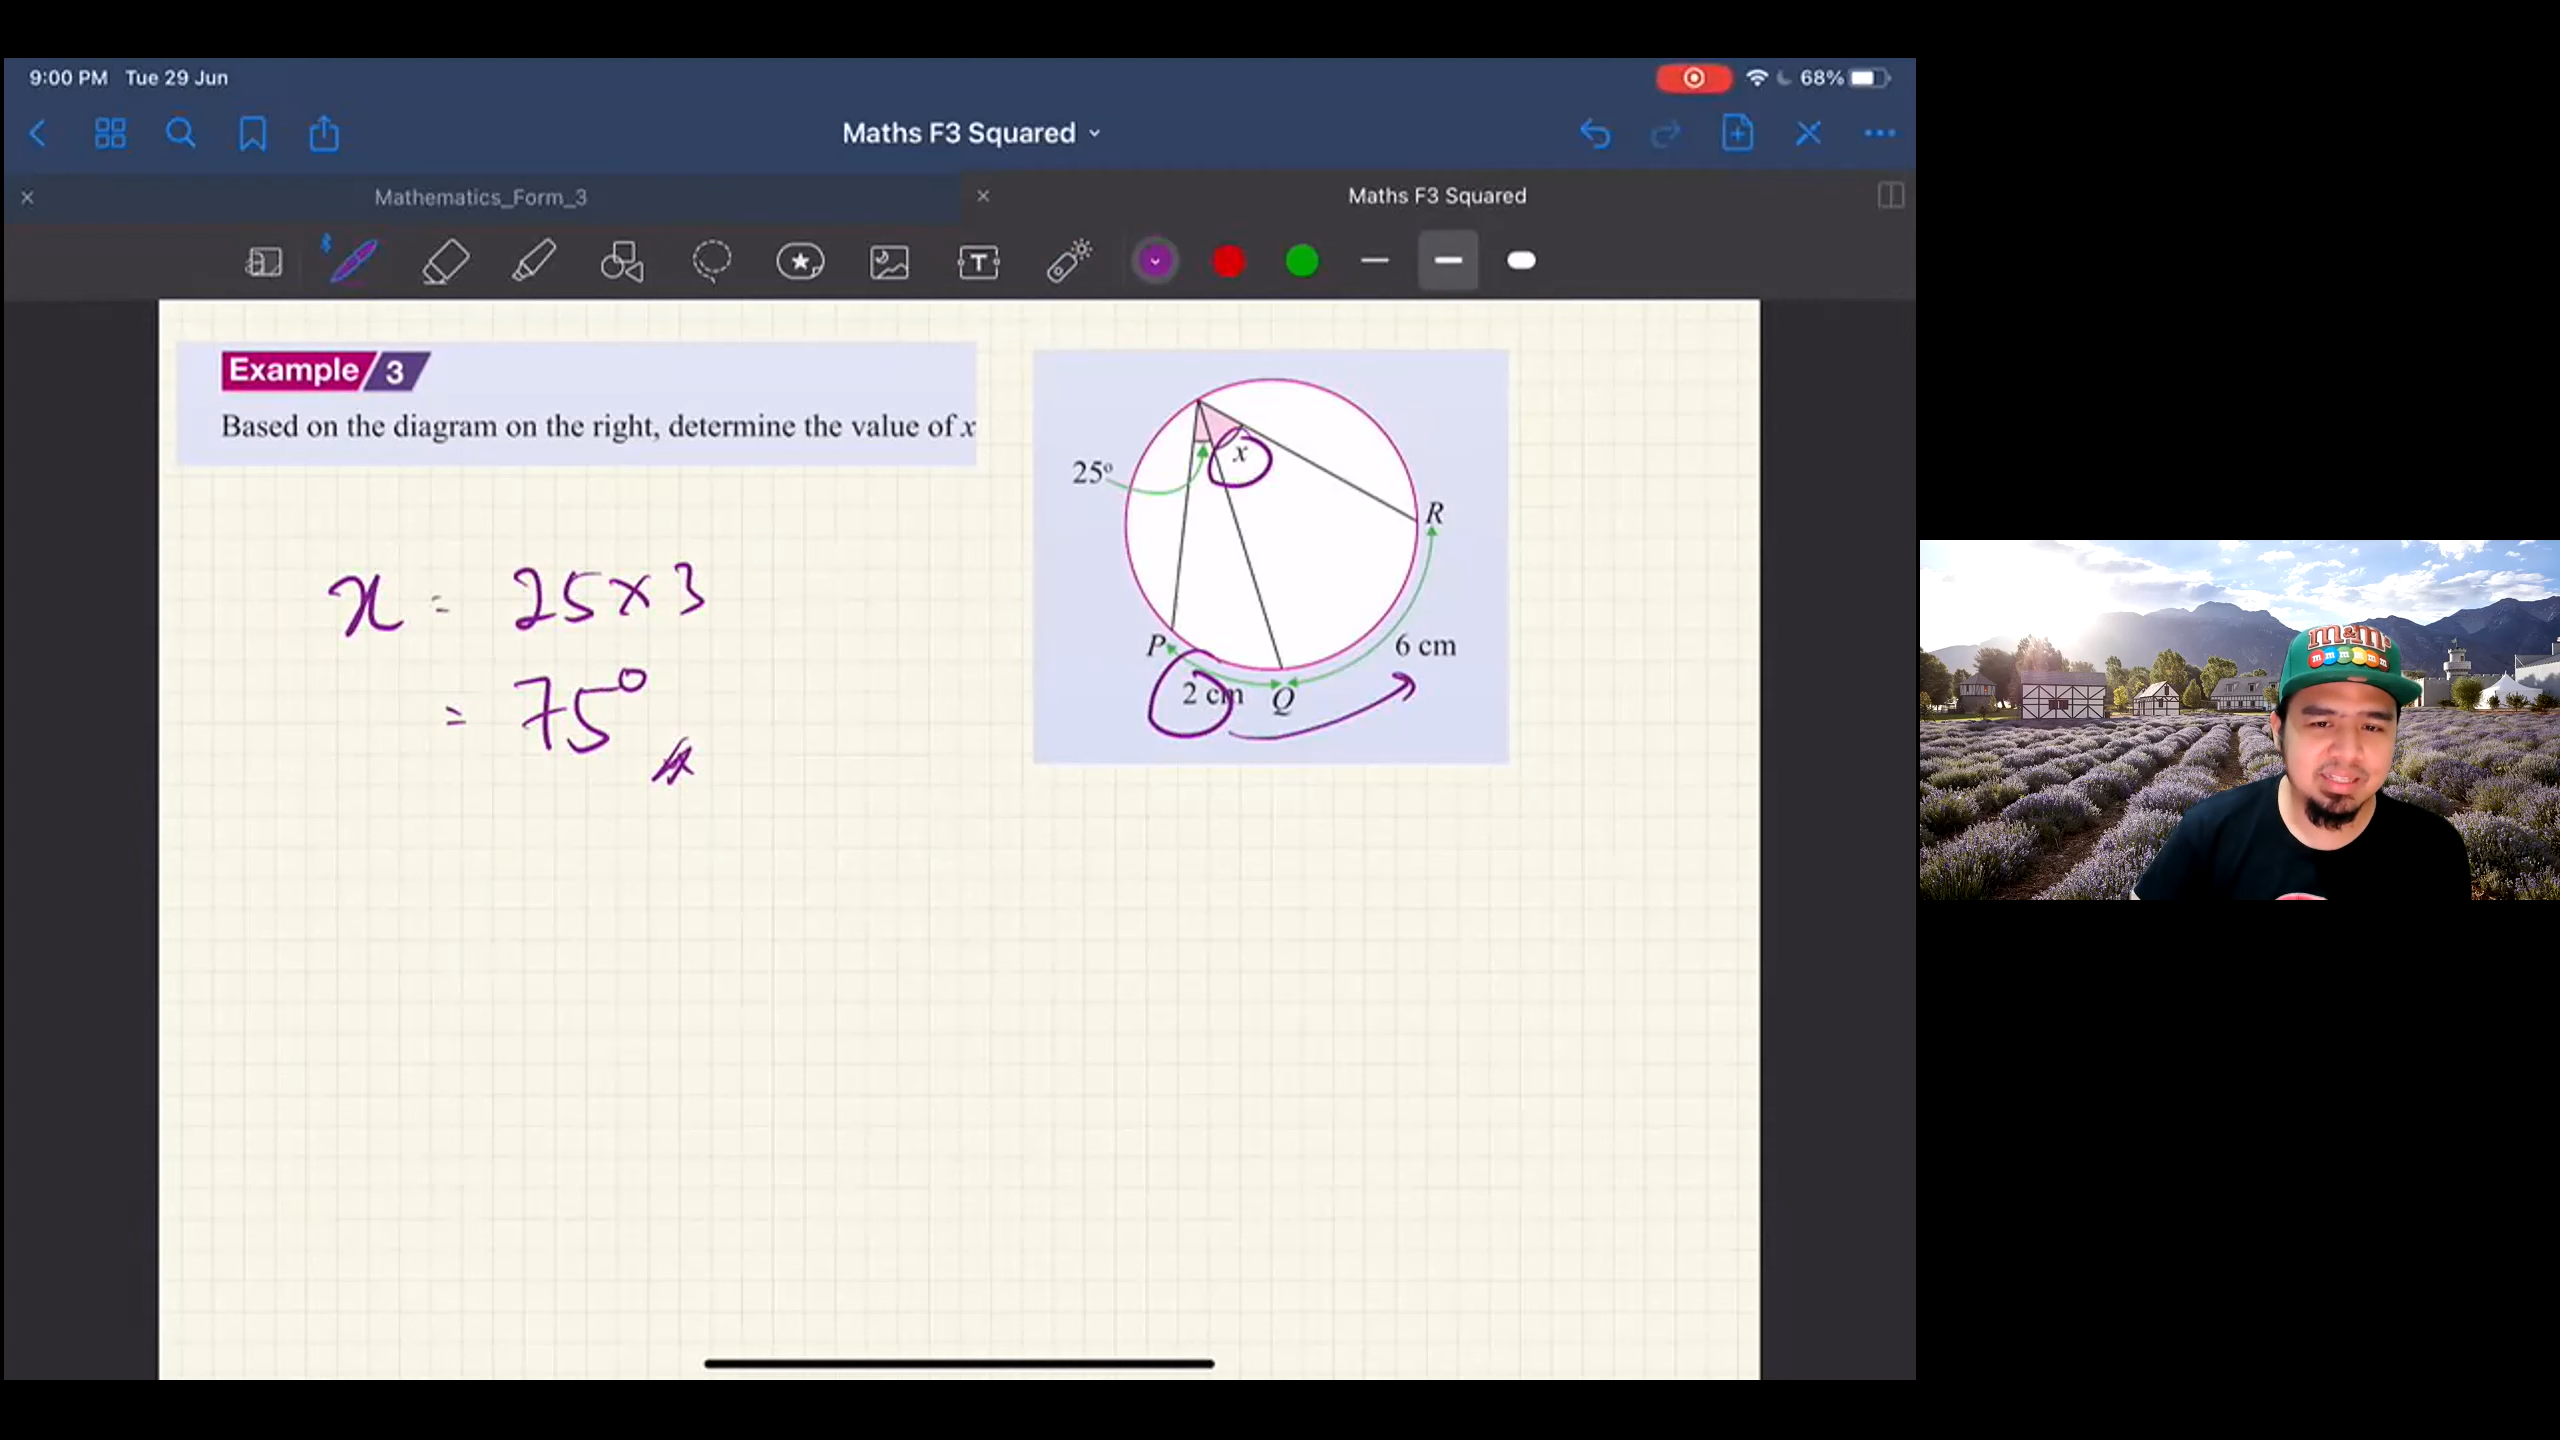 9:00 PM Tue 29 Jun
68%
Maths F3 Squared
Mathematics_Form_3
Maths F3 Squared
T
Example 3
Based on the diagram on the right, determine the value of x
x = 25 x 3
= 75°
25°
x
R
P
6 cm
2 cm
Q
m&m's
m m m m m